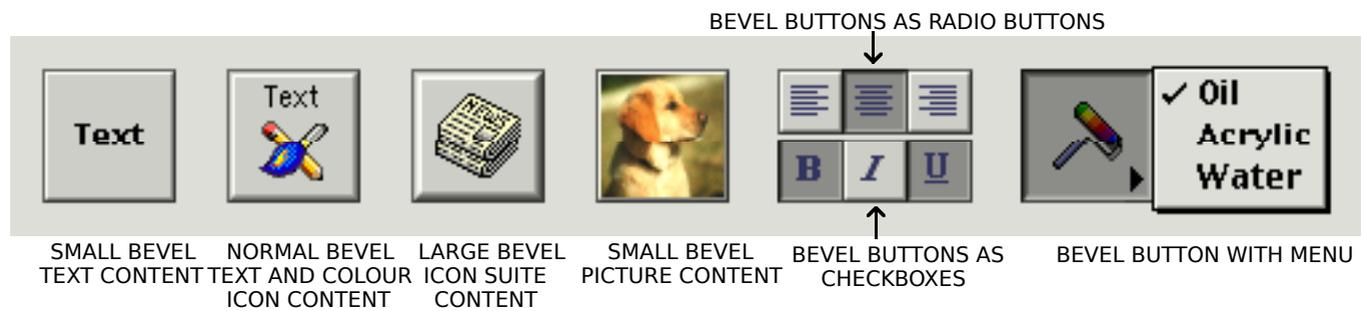 BEVEL BUTTONS AS RADIO BUTTONS
Text
Text
NEWS
B I U
Oil
Acrylic
Water
SMALL BEVEL
TEXT CONTENT
NORMAL BEVEL
TEXT AND COLOUR
ICON CONTENT
LARGE BEVEL
ICON SUITE
CONTENT
SMALL BEVEL
PICTURE CONTENT
BEVEL BUTTONS AS
CHECKBOXES
BEVEL BUTTON WITH MENU